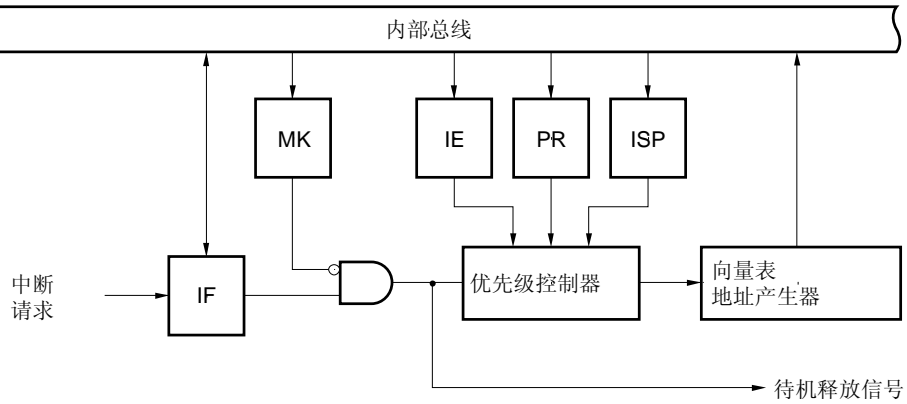 内部总线
MK
IE
PR
ISP
中断
请求
IF
优先级控制器
向量表
地址产生器
待机释放信号